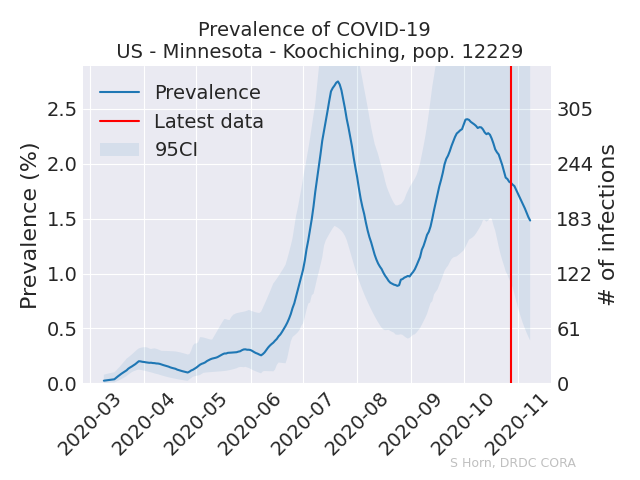 Prevalence of COVID-19
US - Minnesota - Koochiching, pop. 12229
Prevalence
Latest data
95CI
Prevalence (%)
2.5
2.0
1.5
1.0
0.5
0.0
305
244
183
122
61
0
# of infections
2020-03
2020-04
2020-05
2020-06
2020-07
2020-08
2020-09
2020-10
2020-11
S Horn, DRDC CORA